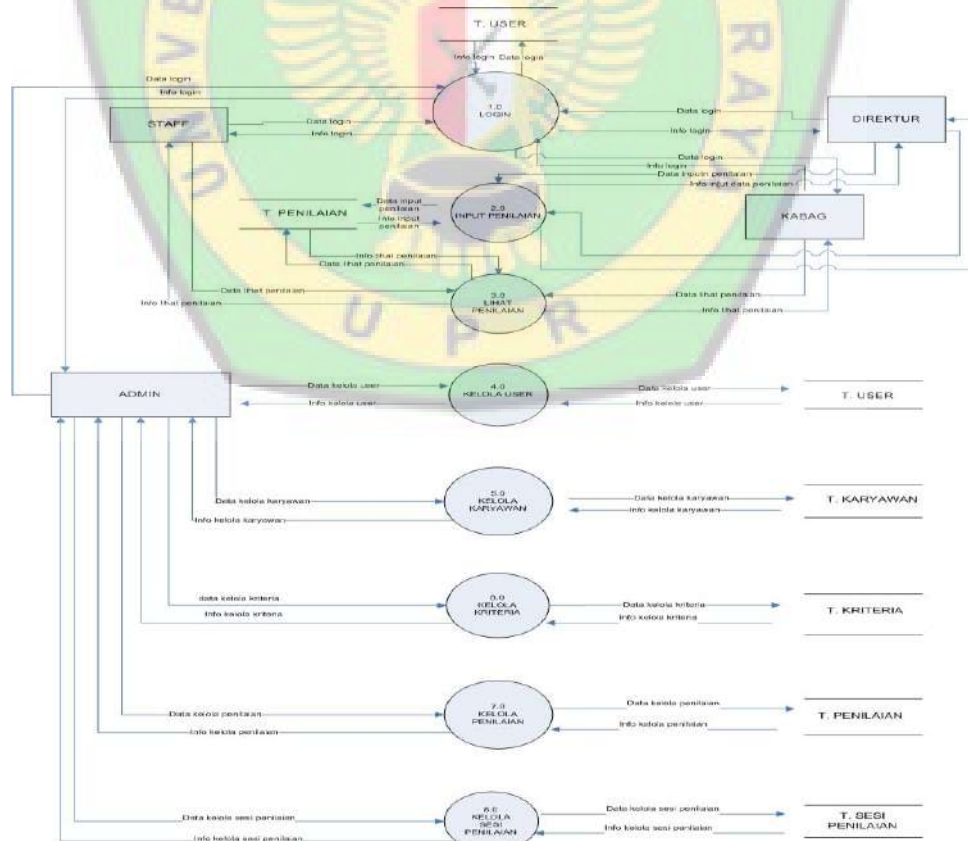 T. USER
Info login Data login
Data login
Info login
1.0
LOGIN
STAFF
Data login
Info login
Data login
Info login
DIREKTUR
Data login
Info login
Data inputn penilaian
Info input data penilaian
T. PENILAIAN
Data input
penilaian
Info input
penilaian
2.0
INPUT PENILAIAN
KABAG
Info lihat penilaian
Data lihat penilaian
Data lihat penilaian
Info lihat penilaian
3.0
LIHAT
PENILAIAN
Data lihat penilaian
Info lihat penilaian
U P R
ADMIN
Data kelola user
Info kelola user
4.0
KELOLA USER
Data kelola user
Info kelola user
T. USER
Data kelola karyawan
Info kelola karyawan
5.0
KELOLA
KARYAWAN
Data kelola karyawan
Info kelola karyawan
T. KARYAWAN
data kelola kriteria
Info kelola kriteria
6.0
KELOLA
KRITERIA
Data kelola kriteria
Info kelola kriteria
T. KRITERIA
Data kelola penilaian
Info kelola penilaian
7.0
KELOLA
PENILAIAN
Data kelola penilaian
Info kelola penilaian
T. PENILAIAN
Data kelola sesi penilaian
Info kelola sesi penilaian
KELOLA
SESI
PENILAIAN
Data kelola sesi penilaian
Info kelola sesi penilaian
T. SESI
PENILAIAN